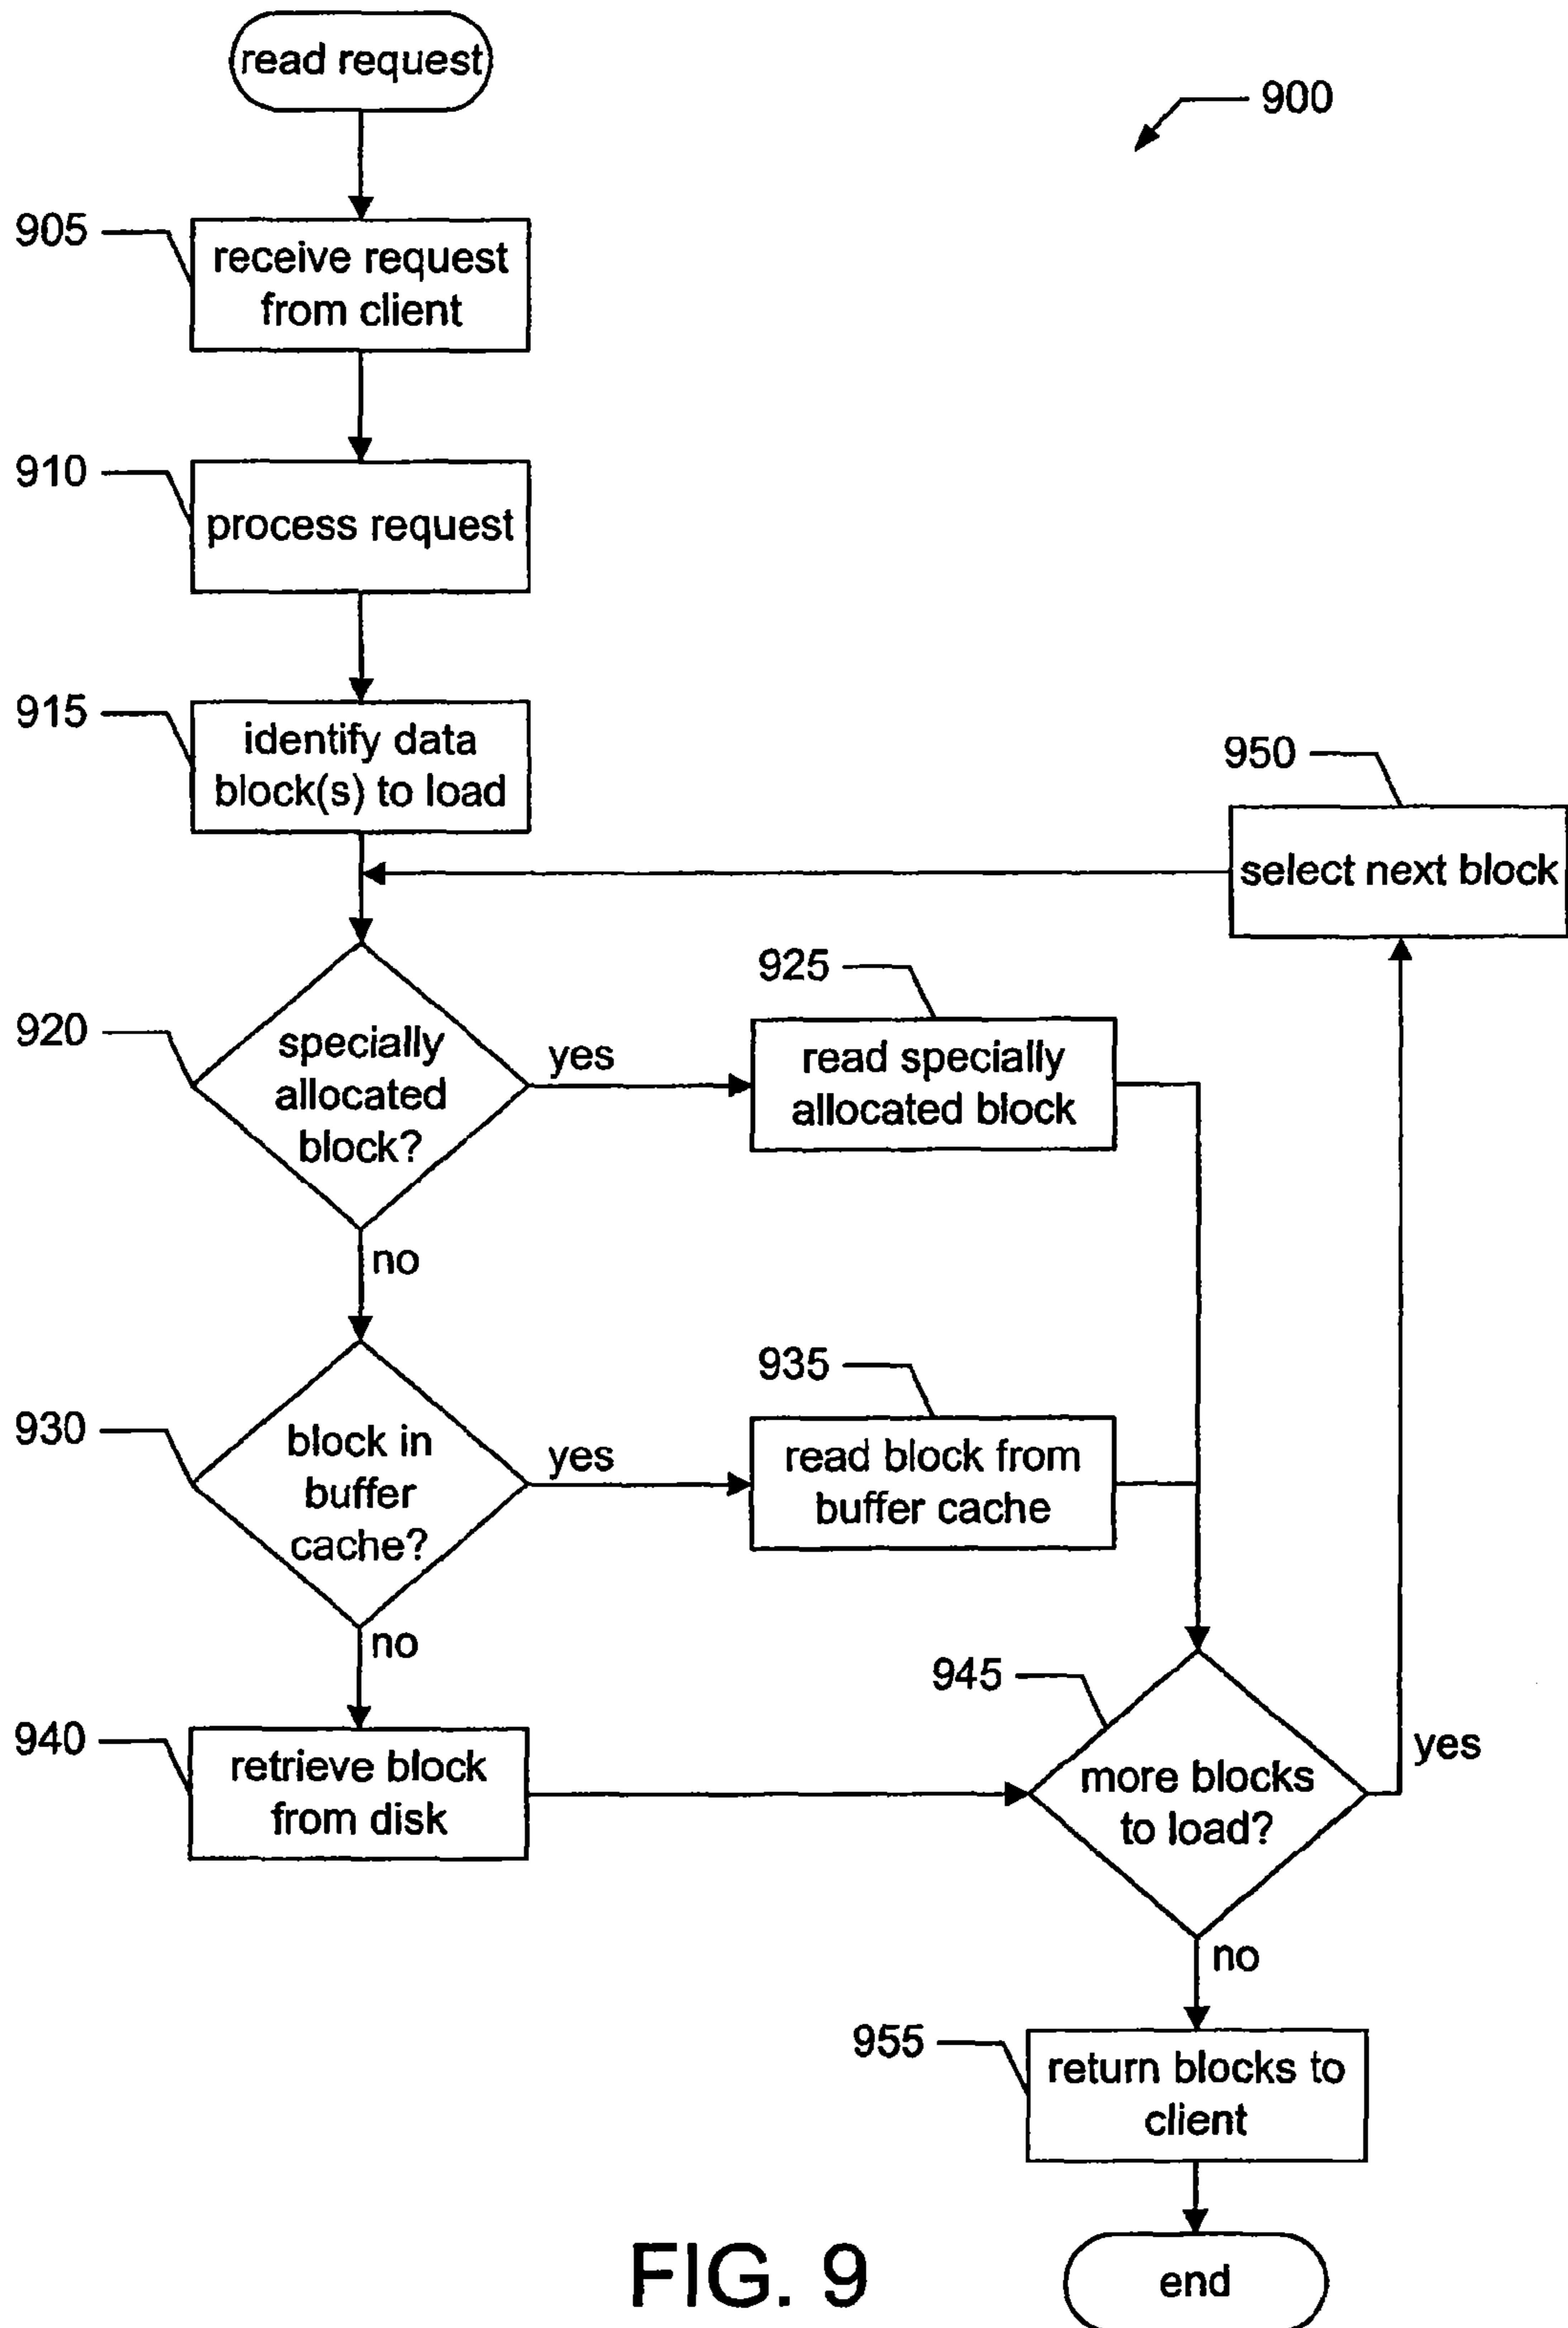 read request
900
905
receive request
from client
910
process request
915
identify data
block(s) to load
950
select next block
920
specially
allocated
block?
yes
925
read specially
allocated block
no
930
block in
buffer
cache?
yes
935
read block from
buffer cache
no
940
retrieve block
from disk
945
more blocks
to load?
yes
no
955
return blocks to
client
end
FIG. 9